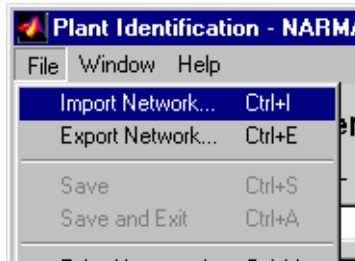 Plant Identification - NARMA
File Window Help
Import Network... Ctrl+I
Export Network... Ctrl+E
Save Ctrl+S
Save and Exit Ctrl+A